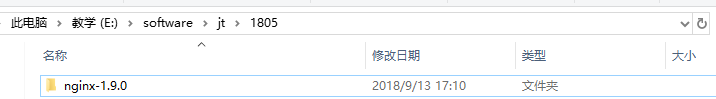 此电脑 › 教学 (E:) › software › jt › 1805
名称 修改日期 类型 大小
nginx-1.9.0 2018/9/13 17:10 文件夹